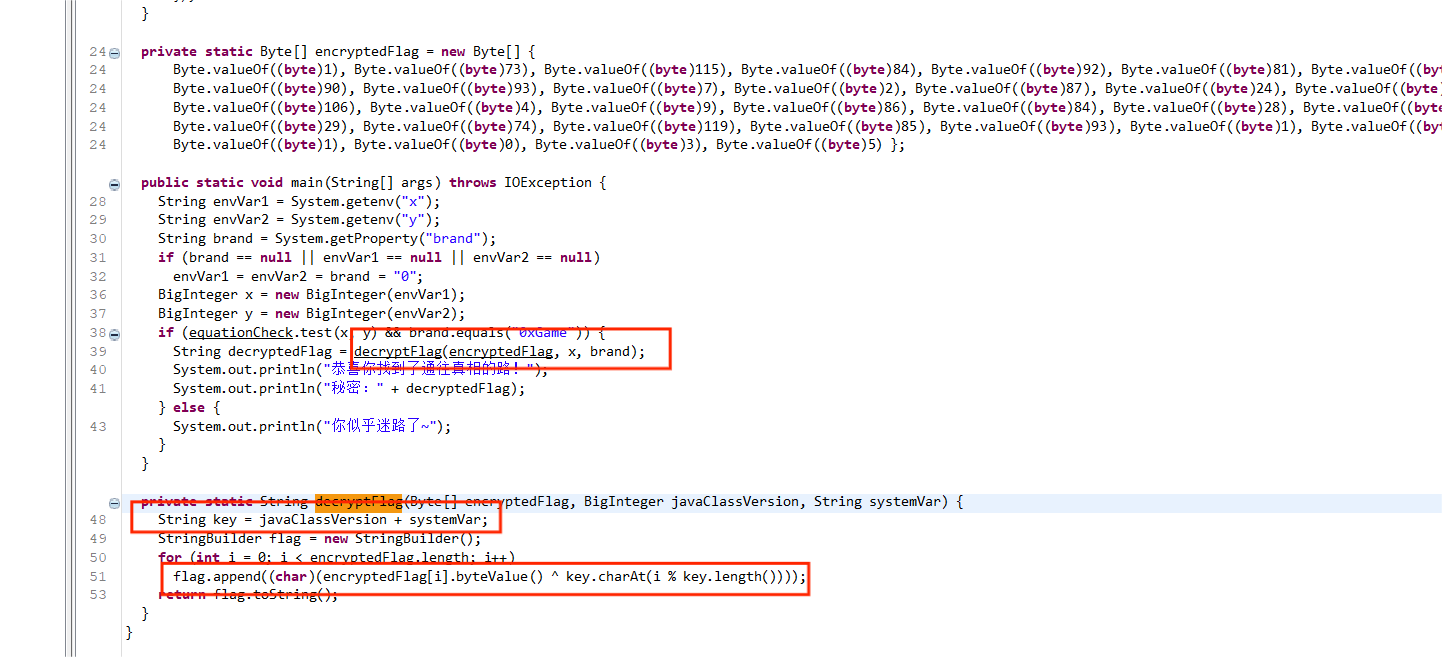 }
24 private static Byte[] encryptedFlag = new Byte[] {
24 Byte.valueOf((byte)1), Byte.valueOf((byte)73), Byte.valueOf((byte)115), Byte.valueOf((byte)84), Byte.valueOf((byte)92), Byte.valueOf((byte)81), Byte.valueOf((by
24 Byte.valueOf((byte)90), Byte.valueOf((byte)93), Byte.valueOf((byte)7), Byte.valueOf((byte)2), Byte.valueOf((byte)87), Byte.valueOf((byte)24), Byte.valueOf((byte
24 Byte.valueOf((byte)106), Byte.valueOf((byte)4), Byte.valueOf((byte)9), Byte.valueOf((byte)86), Byte.valueOf((byte)84), Byte.valueOf((byte)28), Byte.valueOf((byt
24 Byte.valueOf((byte)29), Byte.valueOf((byte)74), Byte.valueOf((byte)119), Byte.valueOf((byte)85), Byte.valueOf((byte)93), Byte.valueOf((byte)1), Byte.valueOf((by
24 Byte.valueOf((byte)1), Byte.valueOf((byte)0), Byte.valueOf((byte)3), Byte.valueOf((byte)5) };
public static void main(String[] args) throws IOException {
28 String envVar1 = System.getenv("x");
29 String envVar2 = System.getenv("y");
30 String brand = System.getProperty("brand");
31 if (brand == null || envVar1 == null || envVar2 == null)
32 envVar1 = envVar2 = brand = "0";
36 BigInteger x = new BigInteger(envVar1);
37 BigInteger y = new BigInteger(envVar2);
38 if (equationCheck.test(x, y) && brand.equals("0xGame")) {
39 String decryptedFlag = decryptFlag(encryptedFlag, x, brand);
40 System.out.println("恭喜你找到了通往真相的路！");
41 System.out.println("秘密：" + decryptedFlag);
} else {
43 System.out.println("你似乎迷路了~");
}
}
private static String decryptFlag(Byte[] encryptedFlag, BigInteger javaClassVersion, String systemVar) {
48 String key = javaClassVersion + systemVar;
49 StringBuilder flag = new StringBuilder();
50 for (int i = 0; i < encryptedFlag.length; i++)
51 flag.append((char)(encryptedFlag[i].byteValue() ^ key.charAt(i % key.length())));
53 return flag.toString();
}
}